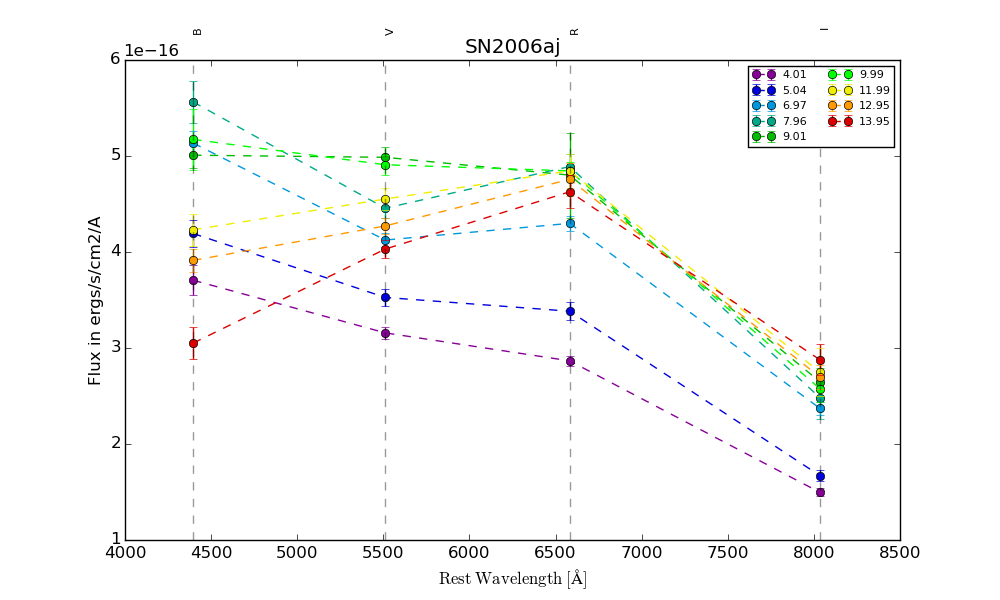 B V R I
SN2006aj
1e−16
6
5
4
3
2
1
Flux in ergs/s/cm2/A
4.01
5.04
6.97
7.96
9.01
9.99
11.99
12.95
13.95
4000 4500 5000 5500 6000 6500 7000 7500 8000 8500
Rest Wavelength [Å]